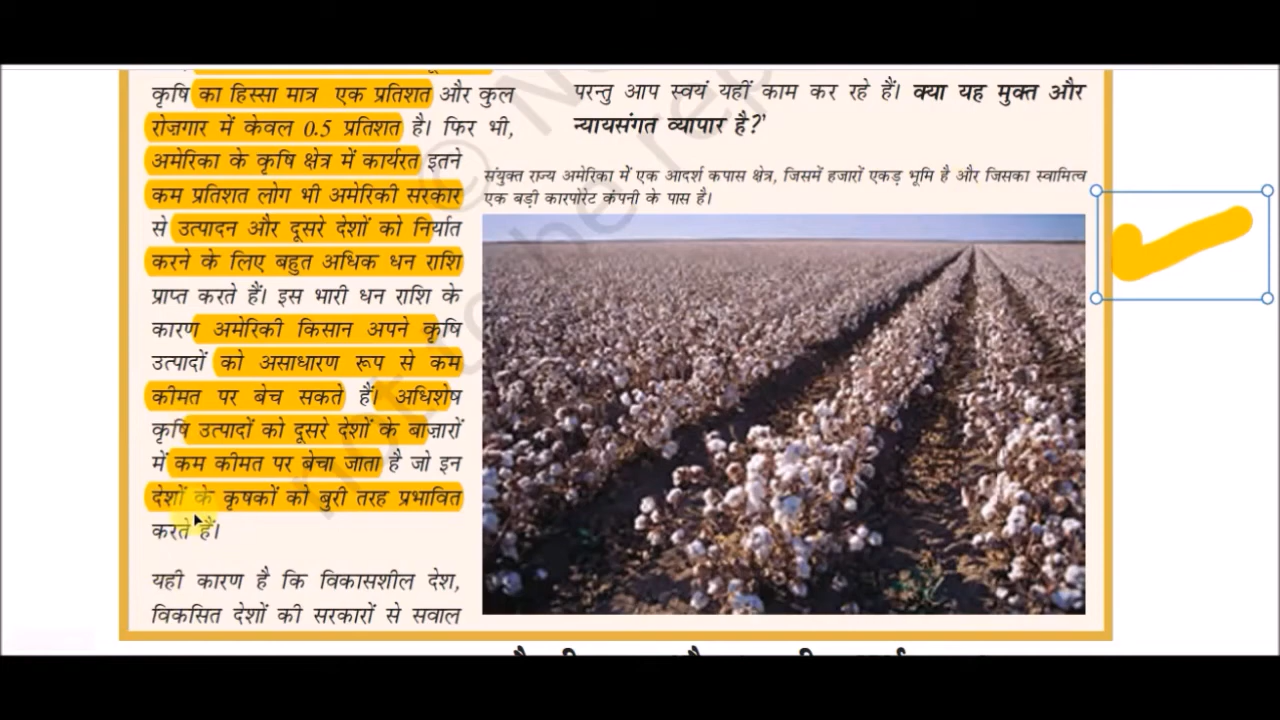 कृषि का हिस्सा मात्र एक प्रतिशत और कुल
रोज़गार में केवल 0.5 प्रतिशत है। फिर भी,
अमेरिका के कृषि क्षेत्र में कार्यरत इतने
कम प्रतिशत लोग भी अमेरिकी सरकार
से उत्पादन और दूसरे देशों को निर्यात
करने के लिए बहुत अधिक धन राशि
प्राप्त करते हैं। इस भारी धन राशि के
कारण अमेरिकी किसान अपने कृषि
उत्पादों को असाधारण रूप से कम
कीमत पर बेच सकते हैं। अधिशेष
कृषि उत्पादों को दूसरे देशों के बाज़ारों
में कम कीमत पर बेचा जाता है जो इन
देशों के कृषकों को बुरी तरह प्रभावित
करते हैं।
यही कारण है कि विकासशील देश,
विकसित देशों की सरकारों से सवाल
परन्तु आप स्वयं यहीं काम कर रहे हैं। क्या यह मुक्त और
न्यायसंगत व्यापार है?'
संयुक्त राज्य अमेरिका में एक आदर्श कपास क्षेत्र, जिसमें हजारों एकड़ भूमि है और जिसका स्वामित्व
एक बड़ी कारपोरेट कंपनी के पास है।